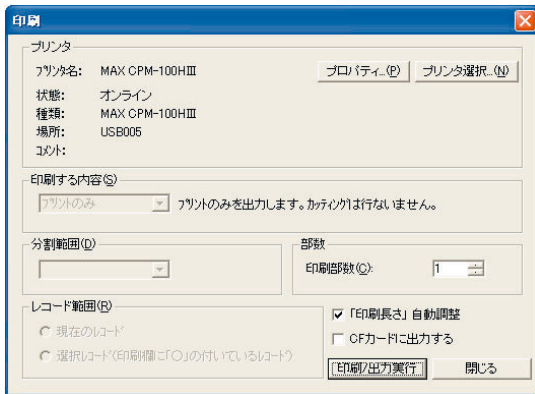 印刷
プリンタ
プリンタ名: MAX CPM-100HⅢ プロパティ...(P) プリンタ選択...(N)
状態: オンライン
種類: MAX CPM-100HⅢ
場所: USB005
コメント:
印刷する内容(S)
プリントのみ プリントのみを出力します。カッティングは行ないません。
分割範囲(D)
部数
印刷部数(C): 1
レコード範囲(R)
現在のレコード
選択レコード(印刷欄に「○」の付いているレコード)
「印刷長さ」自動調整
CFカードに出力する
印刷/出力実行 閉じる